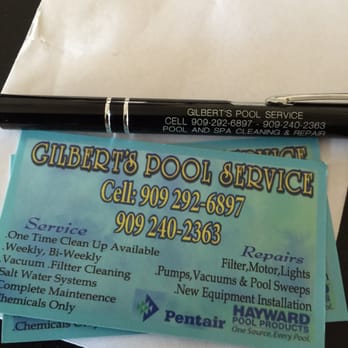 GILBERT'S POOL SERVICE
CELL 909-292-6897 - 909-240-2363
POOL AND SPA CLEANING & REPAIR
GILBERT'S POOL SERVICE
Cell: 909 292-6897
909 240-2363
Service
.One Time Clean Up Available
.Weekly, Bi-Weekly
.Vacuum .Fillter Cleaning
Salt Water Systems
Complete Maintenence
Chemicals Only
Repairs
Filter,Motor,Lights
.Pumps,Vacuums & Pool Sweeps
.New Equipment Installation
Pentair
HAYWARD
POOL PRODUCTS
One Source. Every Pool.
.Chemicals Only